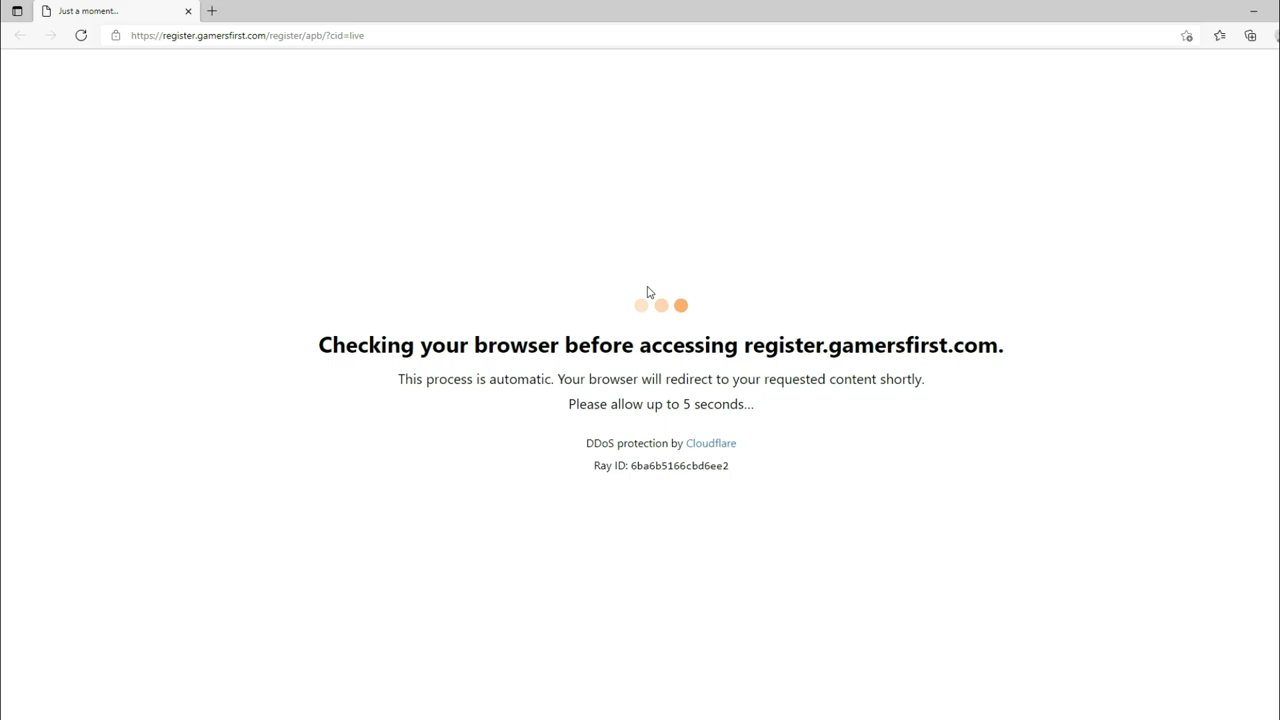 Just a moment...
https://register.gamersfirst.com/register/apb/?cid=live
Checking your browser before accessing register.gamersfirst.com.
This process is automatic. Your browser will redirect to your requested content shortly.
Please allow up to 5 seconds...
DDoS protection by Cloudflare
Ray ID: 6ba6b5166cbd6ee2